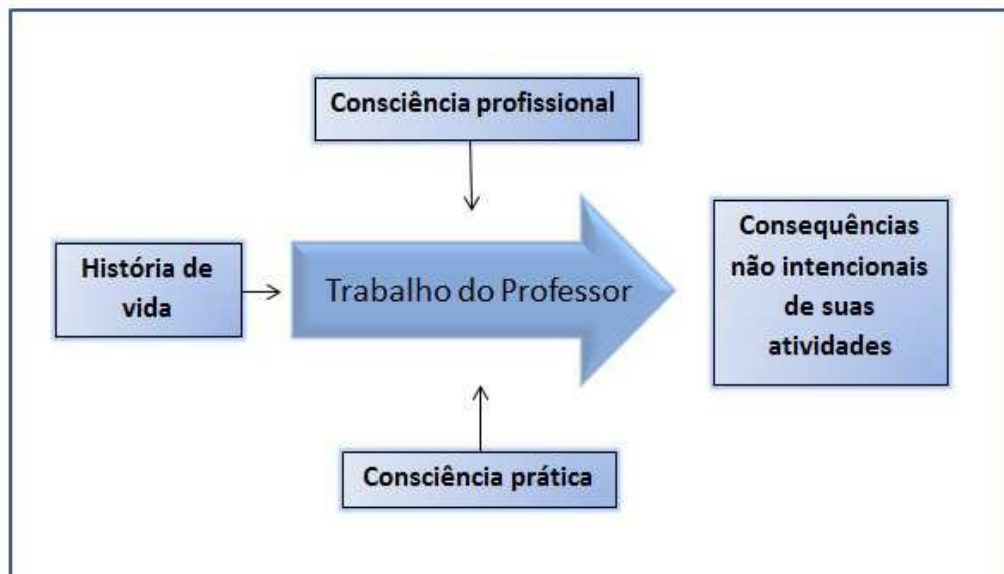 Consciência profissional
História de
vida
Trabalho do Professor
Consequências
não intencionais
de suas
atividades
Consciência prática